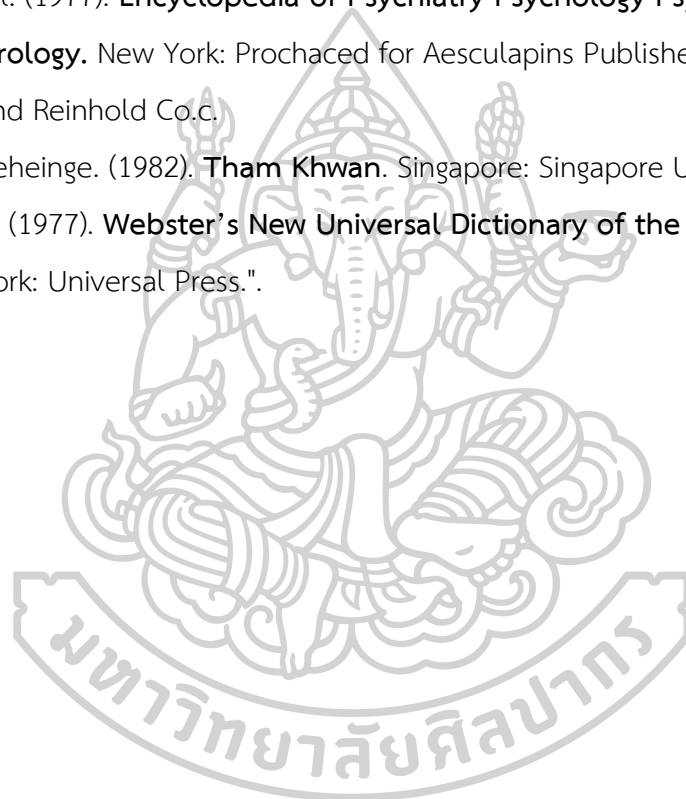 (1977). Encyclopedia of Psychiatry Psychology
rology. New York: Prochaced for Aesculapins Publishe
nd Reinhold Co.c.
eheinge. (1982). Tham Khwan. Singapore: Singapore U
(1977). Webster's New Universal Dictionary of the
ork: Universal Press.".
มหาวิทยาลัยศิลปากร